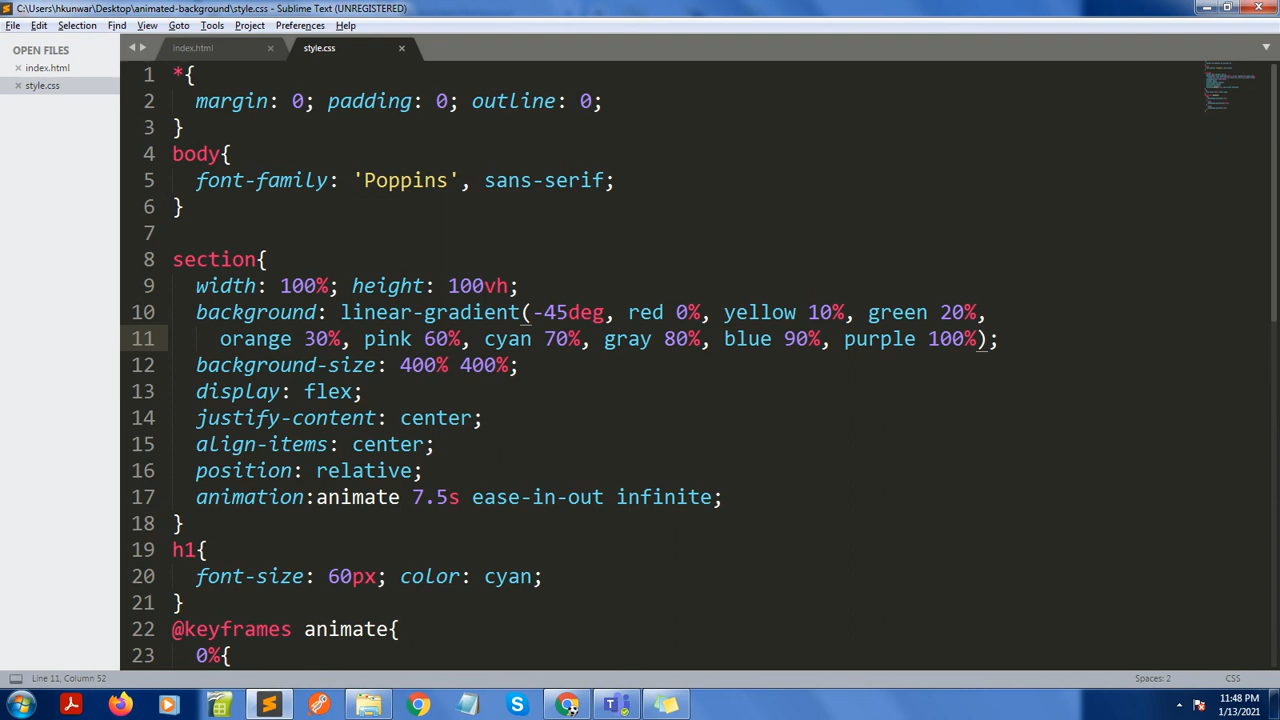 C:\Users\hkunwar\Desktop\animated-background\style.css - Sublime Text (UNREGISTERED)
File Edit Selection Find View Goto Tools Project Preferences Help
OPEN FILES
index.html
style.css
index.html
style.css
1 *{
2 margin: 0; padding: 0; outline: 0;
3 }
4 body{
5 font-family: 'Poppins', sans-serif;
6 }
7
8 section{
9 width: 100%; height: 100vh;
10 background: linear-gradient(-45deg, red 0%, yellow 10%, green 20%,
11 orange 30%, pink 60%, cyan 70%, gray 80%, blue 90%, purple 100%);
12 background-size: 400% 400%;
13 display: flex;
14 justify-content: center;
15 align-items: center;
16 position: relative;
17 animation:animate 7.5s ease-in-out infinite;
18 }
19 h1{
20 font-size: 60px; color: cyan;
21 }
22 @keyframes animate{
23 0%{
Line 11, Column 52
Spaces: 2
CSS
11:48 PM
1/13/2021